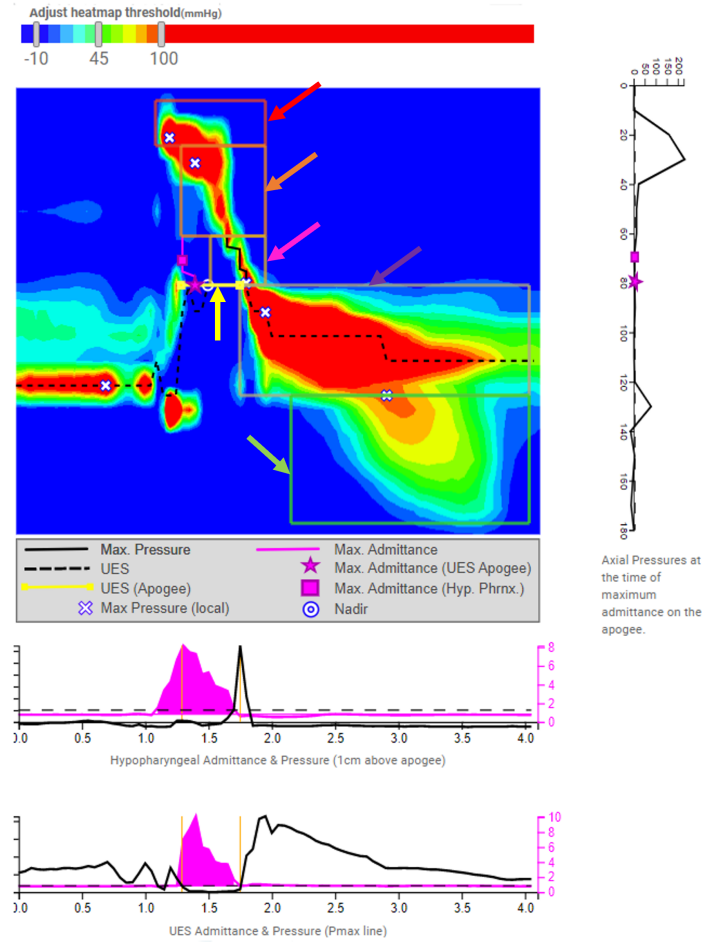 Adjust heatmap threshold(mmHg)
-10 45 100
0 50 100 150 200
0
20
40
60
80
100
120
140
160
180
Axial Pressures at
the time of
maximum
admittance on the
apogee.
Max. Pressure
UES
UES (Apogee)
Max Pressure (local)
Max. Admittance
Max. Admittance (UES Apogee)
Max. Admittance (Hyp. Phrnx.)
Nadir
8
6
4
2
0
0.0 0.5 1.0 1.5 2.0 2.5 3.0 3.5 4.0
Hypopharyngeal Admittance & Pressure (1cm above apogee)
10
8
6
4
2
0
0.0 0.5 1.0 1.5 2.0 2.5 3.0 3.5 4.0
UES Admittance & Pressure (Pmax line)